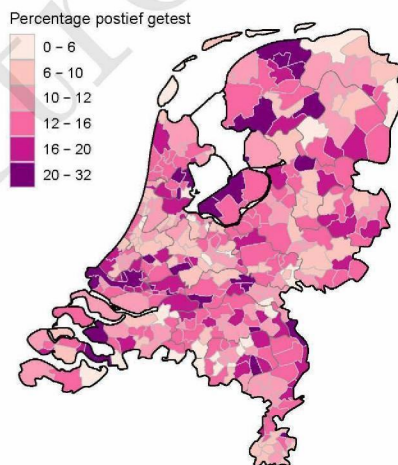 Percentage postief getest
0 – 6
6 – 10
10 – 12
12 – 16
16 – 20
20 – 32